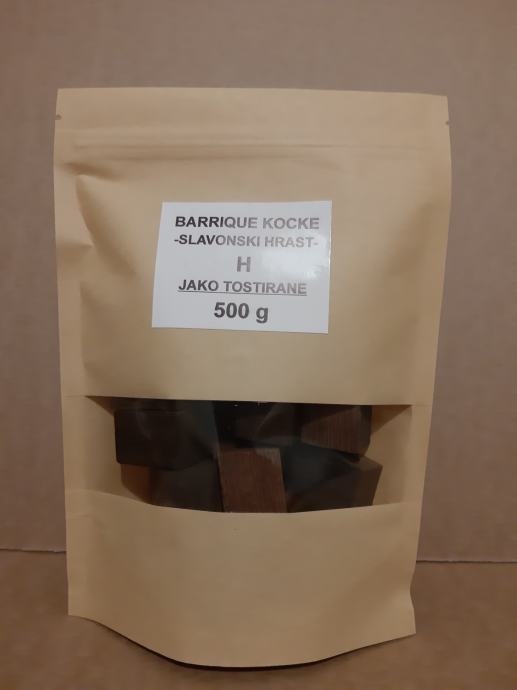 BARRIQUE KOCKE
-SLAVONSKI HRAST-
H
JAKO TOSTIRANE
500 g